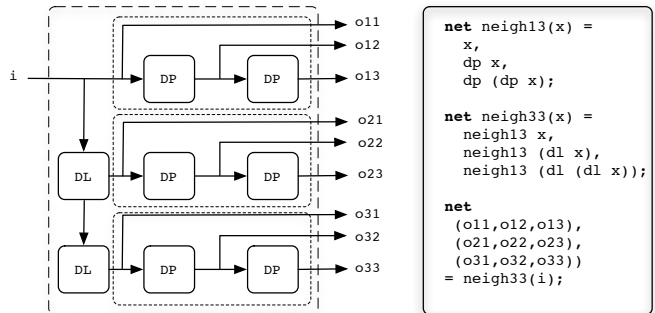 o11
o12
i DP DP o13
o21
o22
DL DP DP o23
o31
o32
DL DP DP o33
net neigh13(x) =
x,
dp x,
dp (dp x);
net neigh33(x) =
neigh13 x,
neigh13 (dl x),
neigh13 (dl (dl x));
net
(o11,o12,o13),
(o21,o22,o23),
(o31,o32,o33))
= neigh33(i);